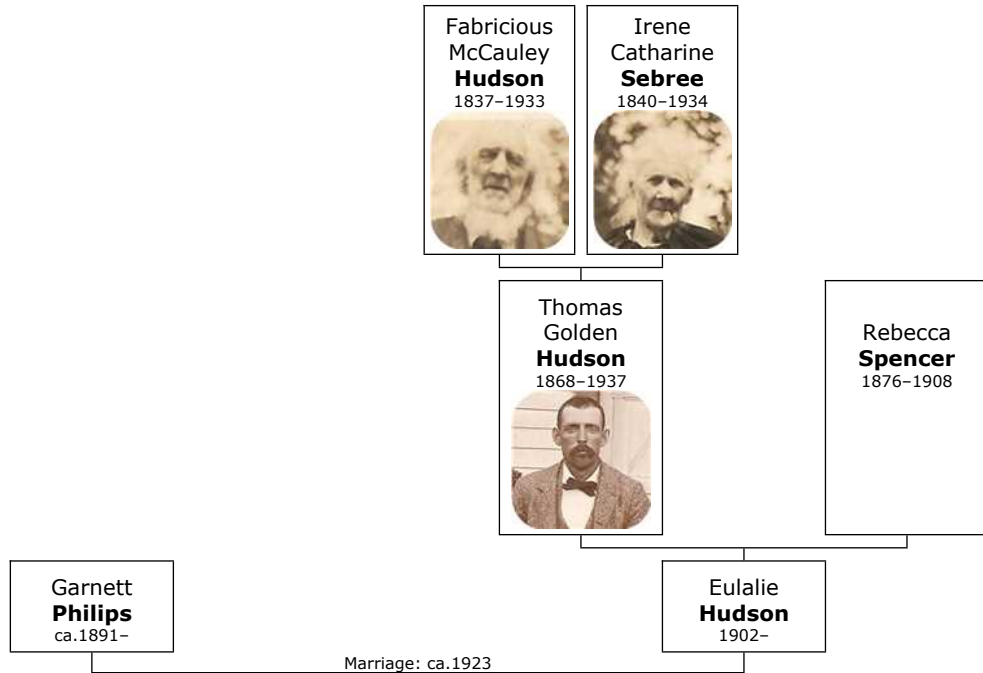 Fabricious
McCauley
Hudson
1837–1933
Irene
Catharine
Sebree
1840–1934
Thomas
Golden
Hudson
1868–1937
Rebecca
Spencer
1876–1908
Garnett
Philips
ca.1891–
Eulalie
Hudson
1902–
Marriage: ca.1923